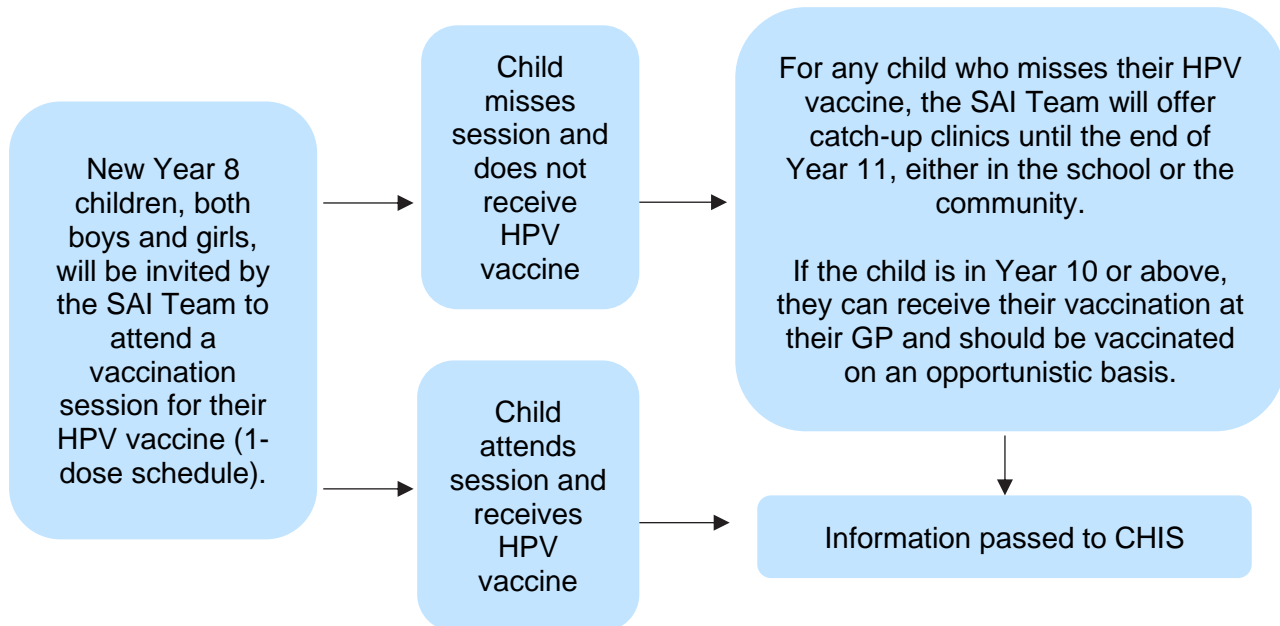 New Year 8
children, both
boys and girls,
will be invited by
the SAI Team to
attend a
vaccination
session for their
HPV vaccine (1-
dose schedule).
Child
misses
session and
does not
receive
HPV
vaccine
For any child who misses their HPV
vaccine, the SAI Team will offer
catch-up clinics until the end of
Year 11, either in the school or the
community.
If the child is in Year 10 or above,
they can receive their vaccination at
their GP and should be vaccinated
on an opportunistic basis.
Child
attends
session and
receives
HPV
vaccine
Information passed to CHIS